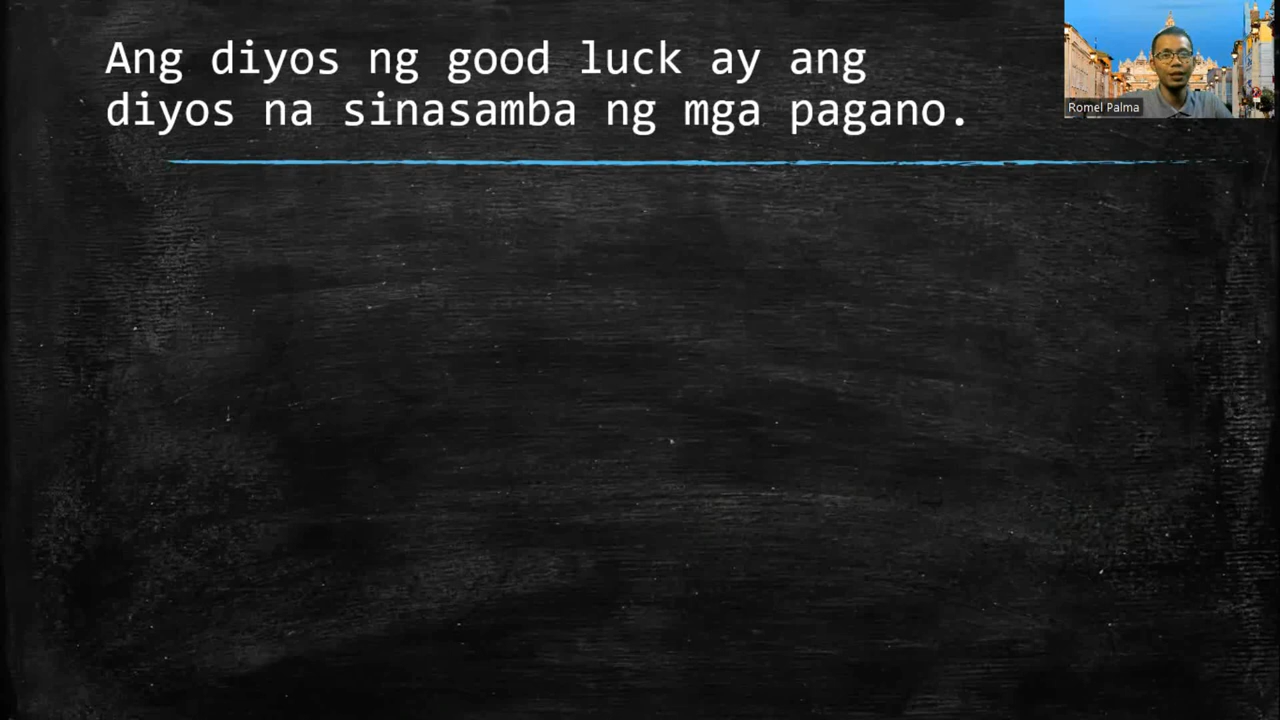 Ang diyos ng good luck ay ang
diyos na sinasamba ng mga pagano.
Romel Palma